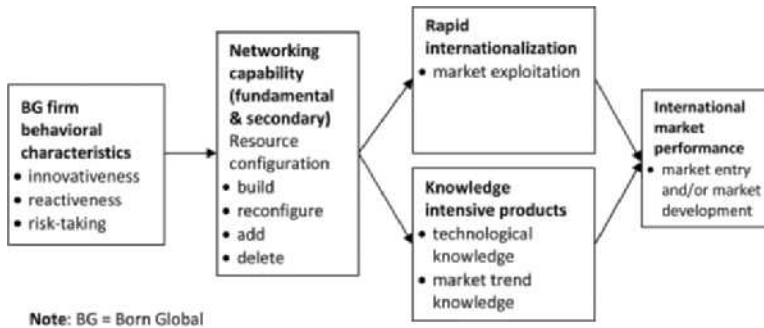 BG firm
behavioral
characteristics
• innovativeness
• reactiveness
• risk-taking
Networking
capability
(fundamental
& secondary)
Resource
configuration
• build
• reconfigure
• add
• delete
Rapid
internationalization
• market exploitation
Knowledge
intensive products
• technological
knowledge
• market trend
knowledge
International
market
performance
• market entry
and/or market
development
Note: BG = Born Global